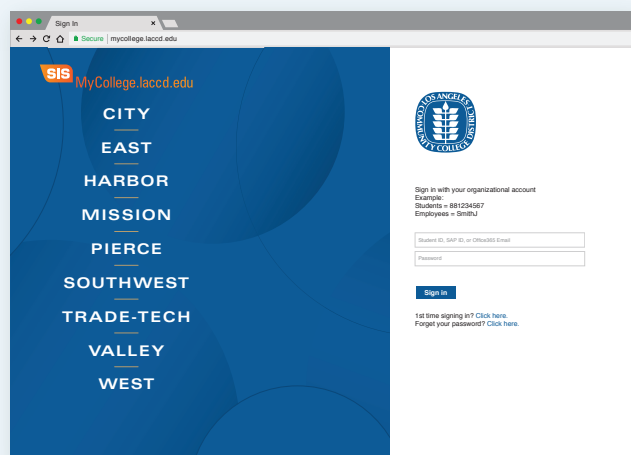 Sign In
Secure mycollege.laccd.edu
SIS MyCollege.laccd.edu
CITY
EAST
HARBOR
MISSION
PIERCE
SOUTHWEST
TRADE-TECH
VALLEY
WEST
LOS ANGELES
COMMUNITY COLLEGE DISTRICT
Sign in with your organizational account
Example:
Students = 881234567
Employees = SmithJ
Student ID, SAP ID, or Office365 Email
Password
Sign in
1st time signing in? Click here.
Forget your password? Click here.